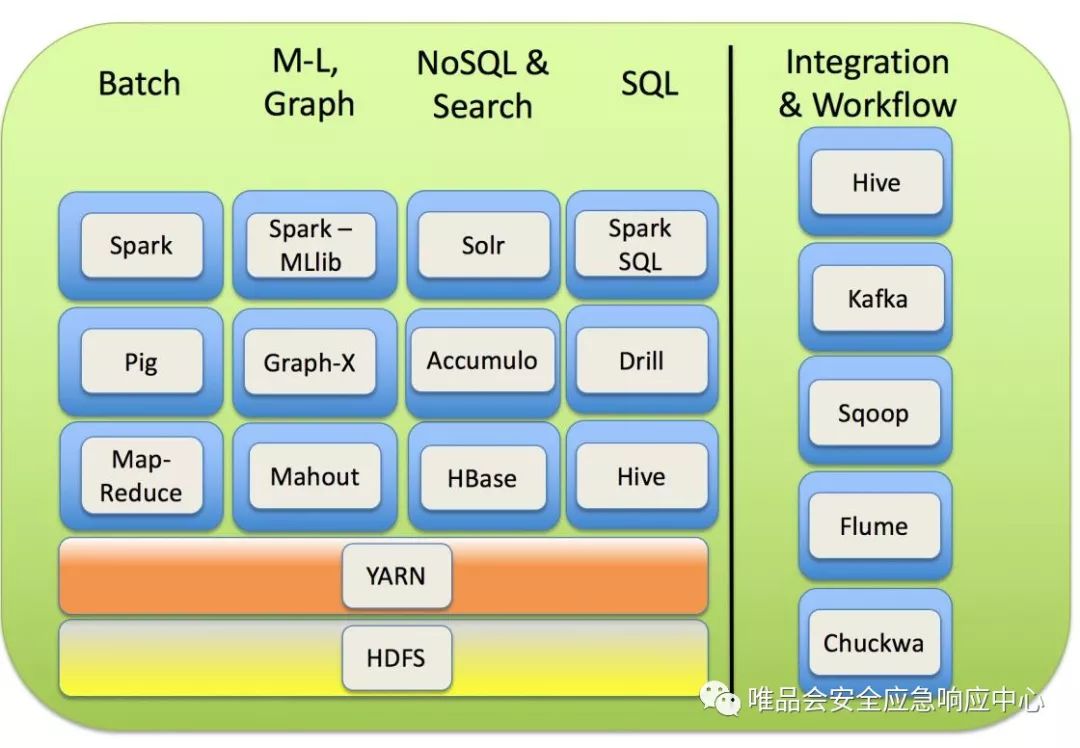 Batch
M-L,
Graph
NoSQL &
Search
SQL
Integration
& Workflow
Spark
Spark –
MLlib
Solr
Spark
SQL
Pig
Graph-X
Accumulo
Drill
Map-
Reduce
Mahout
HBase
Hive
YARN
HDFS
Hive
Kafka
Sqoop
Flume
Chuckwa
唯品会安全应急响应中心